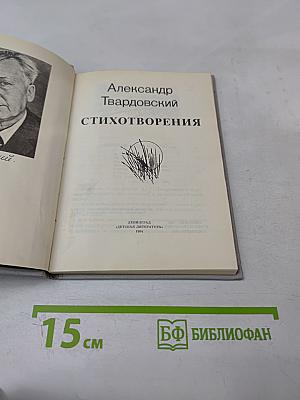 Александр
Твардовский
СТИХОТВОРЕНИЯ
ЛЕНИНГРАД
«ДЕТСКАЯ ЛИТЕРАТУРА»
15 см
БФ БИБЛИОФАН